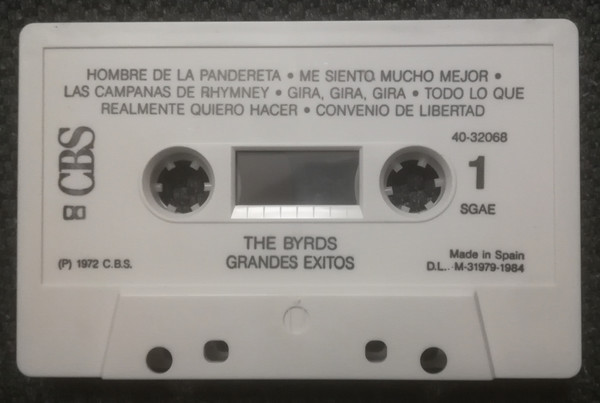 HOMBRE DE LA PANDERETA • ME SIENTO MUCHO MEJOR •
LAS CAMPANAS DE RHYMNEY • GIRA, GIRA, GIRA • TODO LO QUE
REALMENTE QUIERO HACER • CONVENIO DE LIBERTAD
40-32068
CBS
1
SGAE
THE BYRDS
GRANDES EXITOS
(P) 1972 C.B.S.
Made in Spain
D.L.. M-31979-1984